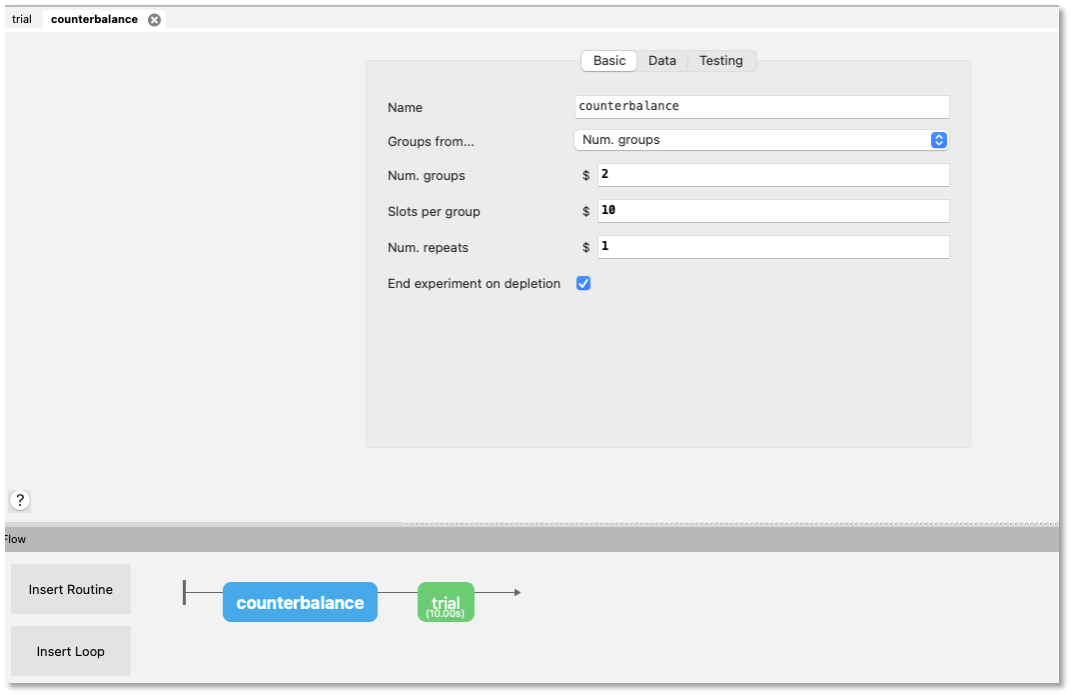 trial counterbalance
Basic Data Testing
Name counterbalance
Groups from... Num. groups
Num. groups $ 2
Slots per group $ 10
Num. repeats $ 1
End experiment on depletion
?
Flow
Insert Routine
counterbalance trial
(10.00s)
Insert Loop